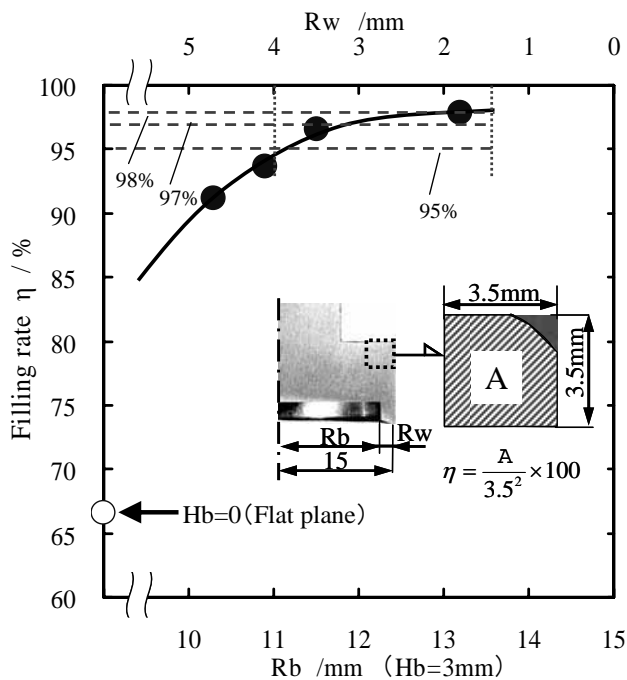 Rw /mm
5 4 3 2 1 0
100
95
90
85
80
75
70
65
60
Filling rate η / %
98%
97%
95%
3.5mm
3.5mm
A
Rb
Rw
15
η = A / 3.5² ×100
Hb=0(Flat plane)
10 11 12 13 14 15
Rb /mm (Hb=3mm)